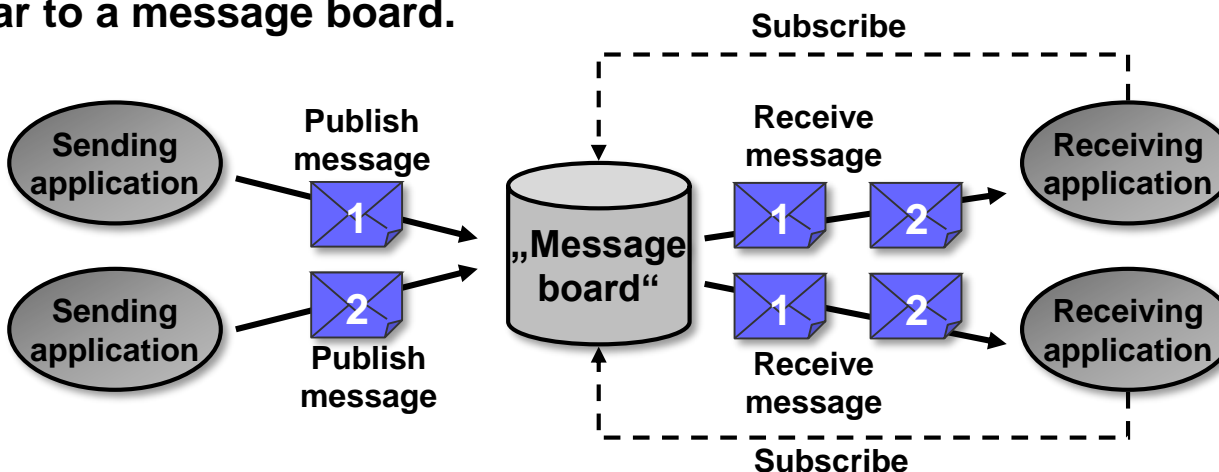 ar to a message board.
Subscribe
Sending
application
Publish
message
1
Sending
application
2
Publish
message
„Message
board“
Receive
message
1 2
Receiving
application
1 2
Receive
message
Receiving
application
Subscribe